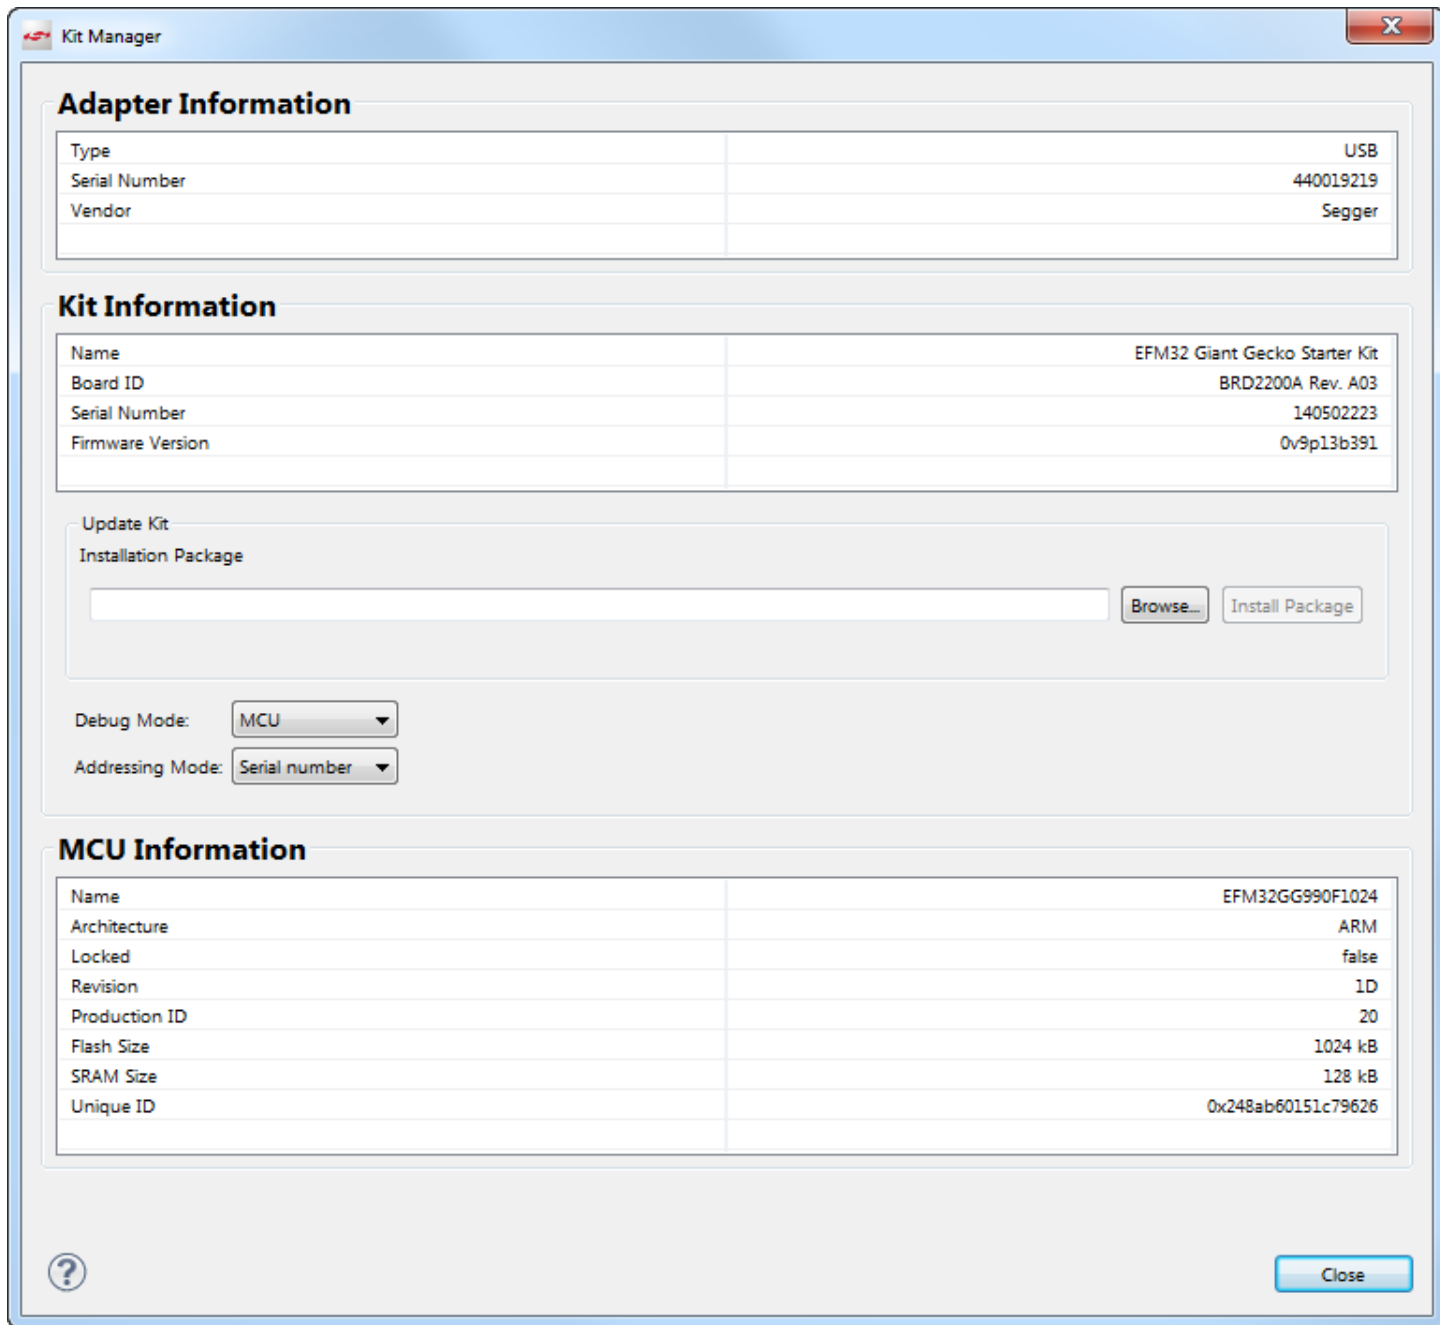 Kit Manager
Adapter Information
Type USB
Serial Number 440019219
Vendor Segger
Kit Information
Name EFM32 Giant Gecko Starter Kit
Board ID BRD2200A Rev. A03
Serial Number 140502223
Firmware Version 0v9p13b391
Update Kit
Installation Package
Browse... Install Package
Debug Mode: MCU
Addressing Mode: Serial number
MCU Information
Name EFM32GG990F1024
Architecture ARM
Locked false
Revision 1D
Production ID 20
Flash Size 1024 kB
SRAM Size 128 kB
Unique ID 0x248ab60151c79626
? Close